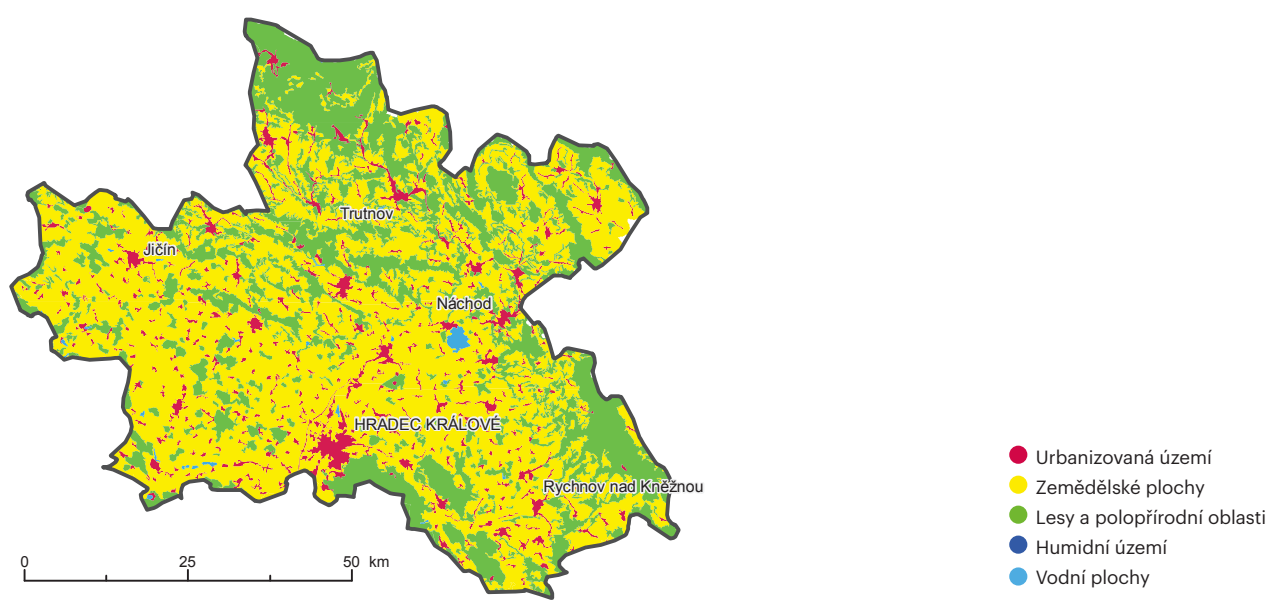 Trutnov
Jičín
Náchod
HRADEC KRÁLOVÉ
Rychnov nad Kněžnou
0 25 50 km
Urbanizovaná území
Zemědělské plochy
Lesy a polopřírodní oblasti
Humidní území
Vodní plochy